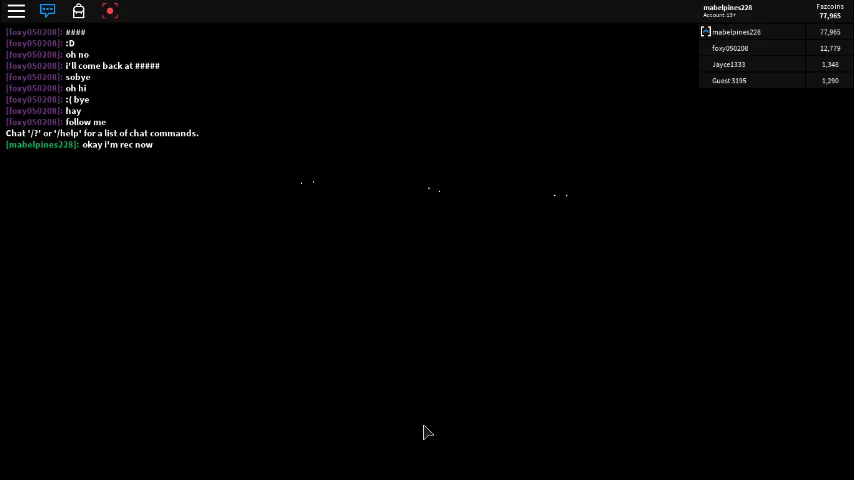 mabelpines228
Account: 13+
Fazcoins
77,965
mabelpines228 77,965
foxy050208 12,779
Jayce1333 1,348
Guest 3195 1,290
[foxy050208]: ####
[foxy050208]: :D
[foxy050208]: oh no
[foxy050208]: i'll come back at #####
[foxy050208]: sobye
[foxy050208]: oh hi
[foxy050208]: :( bye
[foxy050208]: hay
[foxy050208]: follow me
Chat '/?' or '/help' for a list of chat commands.
[mabelpines228]: okay i'm rec now